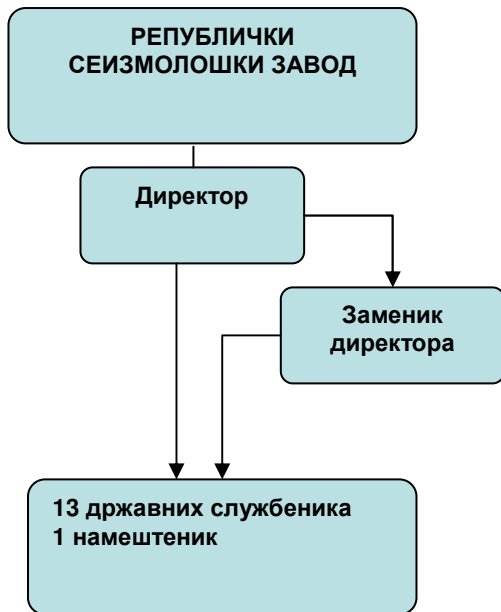 РЕПУБЛИЧКИ
СЕИЗМОЛОШКИ ЗАВОД
Директор
Заменик
директора
13 државних службеника
1 намештеник